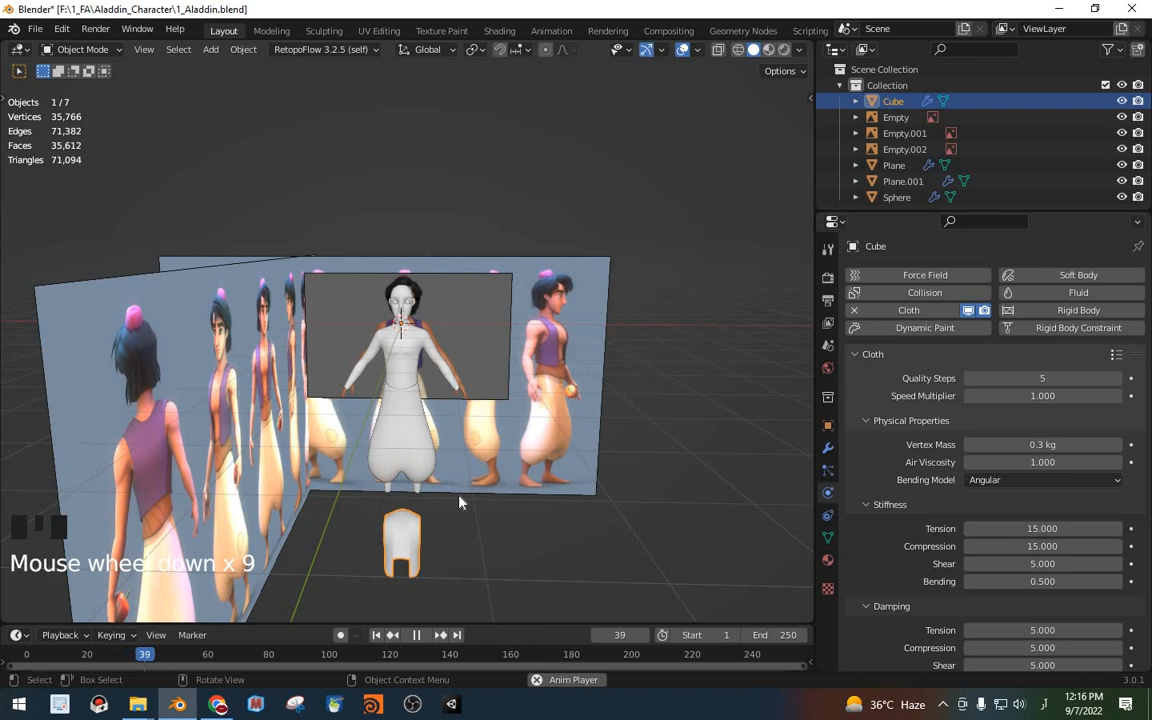 Blender* [F:\1_FA\Aladdin_Character\1_Aladdin.blend]
File Edit Render Window Help Layout Modeling Sculpting UV Editing Texture Paint Shading Animation Rendering Compositing Geometry Nodes Scripting Scene ViewLayer
Object Mode View Select Add Object RetopoFlow 3.2.5 (self) Global
Options
Objects 1 / 7
Vertices 35,766
Edges 71,382
Faces 35,612
Triangles 71,094
Mouse wheel down x 9
Scene Collection
Collection
Cube
Empty
Empty.001
Empty.002
Plane
Plane.001
Sphere
Cube
Force Field Soft Body
Collision Fluid
Cloth Rigid Body
Dynamic Paint Rigid Body Constraint
Cloth
Quality Steps 5
Speed Multiplier 1.000
Physical Properties
Vertex Mass 0.3 kg
Air Viscosity 1.000
Bending Model Angular
Stiffness
Tension 15.000
Compression 15.000
Shear 5.000
Bending 0.500
Damping
Tension 5.000
Compression 5.000
Shear 5.000
Playback Keying View Marker 39 Start 1 End 250
0 20 39 60 80 100 120 140 160 180 200 220 240
Select Box Select Rotate View Object Context Menu Anim Player 3.0.1
36°C Haze 12:16 PM
9/7/2022